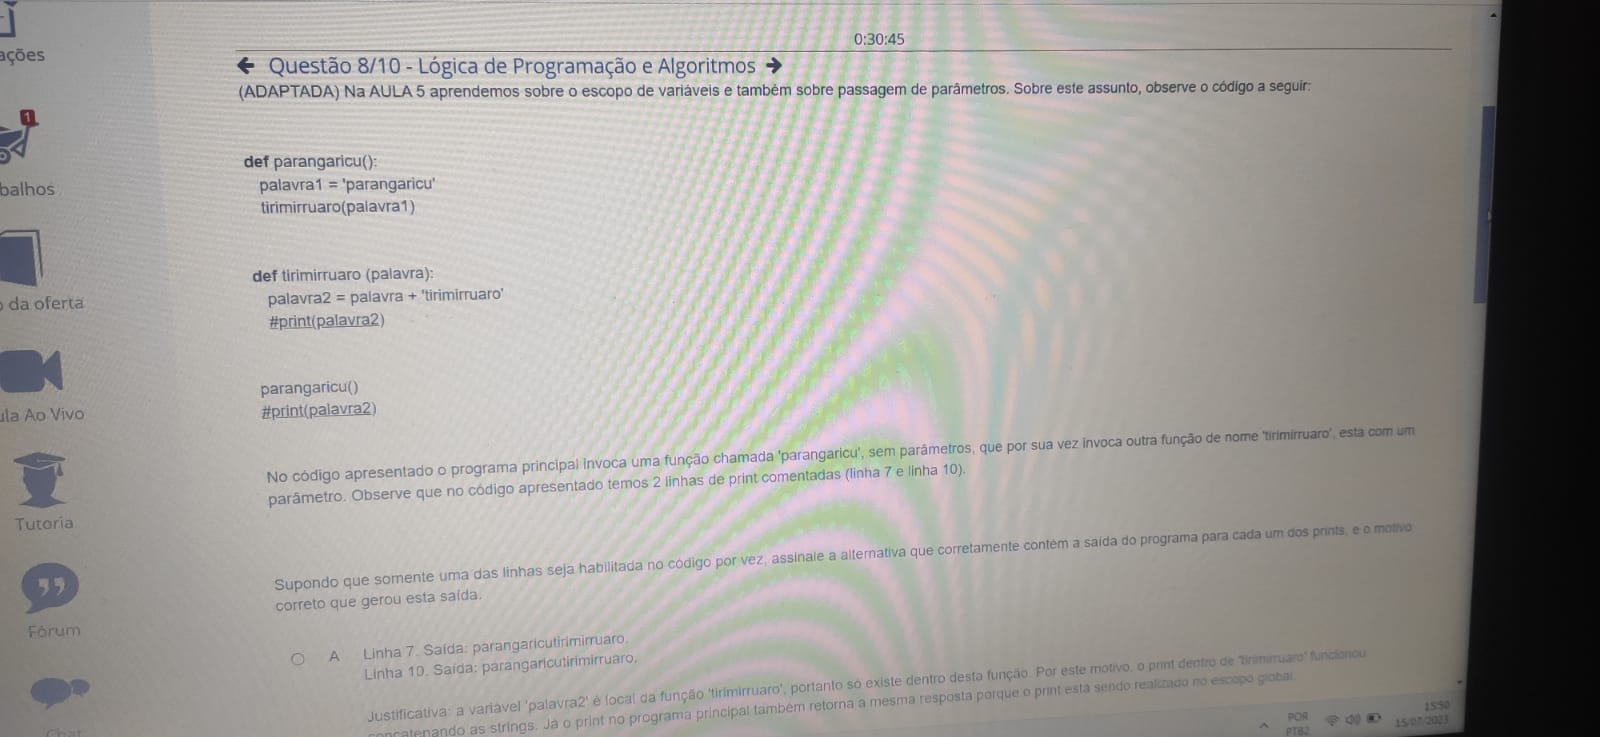 0:30:45
ações
← Questão 8/10 - Lógica de Programação e Algoritmos →
(ADAPTADA) Na AULA 5 aprendemos sobre o escopo de variáveis e também sobre passagem de parâmetros. Sobre este assunto, observe o código a seguir:
1
balhos
def parangaricu():
palavra1 = 'parangaricu'
tirimirruaro(palavra1)
da oferta
def tirimirruaro (palavra):
palavra2 = palavra + 'tirimirruaro'
#print(palavra2)
ula Ao Vivo
parangaricu()
#print(palavra2)
No código apresentado o programa principal invoca uma função chamada 'parangaricu', sem parâmetros, que por sua vez invoca outra função de nome 'tirimirruaro', esta com um
parâmetro. Observe que no código apresentado temos 2 linhas de print comentadas (linha 7 e linha 10).
Tutoria
Supondo que somente uma das linhas seja habilitada no código por vez, assinale a alternativa que corretamente contém a saída do programa para cada um dos prints, e o motivo
correto que gerou esta saída.
Fórum
A Linha 7. Saída: parangaricutirimirruaro.
Linha 10. Saída: parangaricutirimirruaro.
Justificativa: a variável 'palavra2' é local da função 'tirimirruaro', portanto só existe dentro desta função. Por este motivo, o print dentro de 'tirimirruaro' funcionou
concatenando as strings. Já o print no programa principal também retorna a mesma resposta porque o print está sendo realizado no escopo global.
Chat
POR
PTB2
15:50
15/07/2023